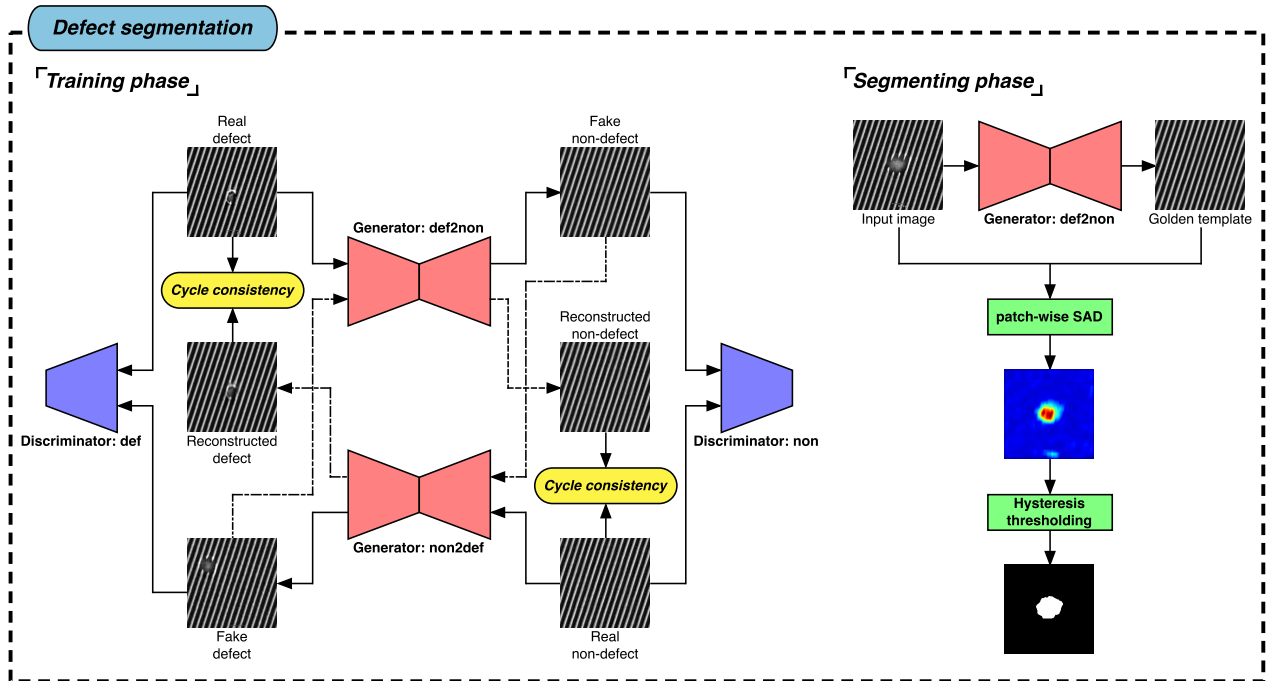 Defect segmentation
Training phase
Segmenting phase
Real
defect
Fake
non-defect
Generator: def2non
Input image
Generator: def2non
Golden template
Cycle consistency
patch-wise SAD
Reconstructed
non-defect
Discriminator: def
Reconstructed
defect
Discriminator: non
Cycle consistency
Hysteresis
thresholding
Generator: non2def
Fake
defect
Real
non-defect